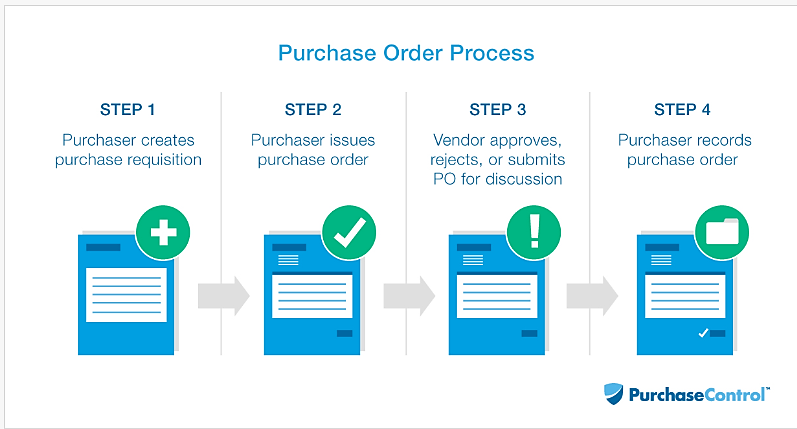 Purchase Order Process
STEP 1
Purchaser creates
purchase requisition
STEP 2
Purchaser issues
purchase order
STEP 3
Vendor approves,
rejects, or submits
PO for discussion
STEP 4
Purchaser records
purchase order
PurchaseControl™